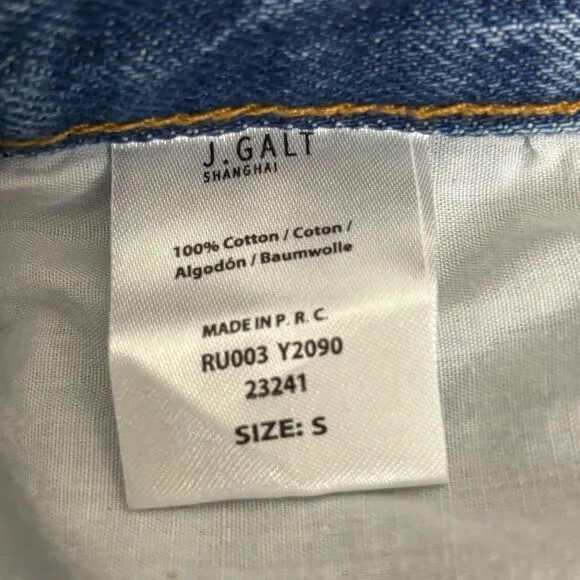 J.GALT
SHANGHAI
100% Cotton / Coton /
Algodón / Baumwolle
MADE IN P. R. C.
RU003 Y2090
23241
SIZE: S